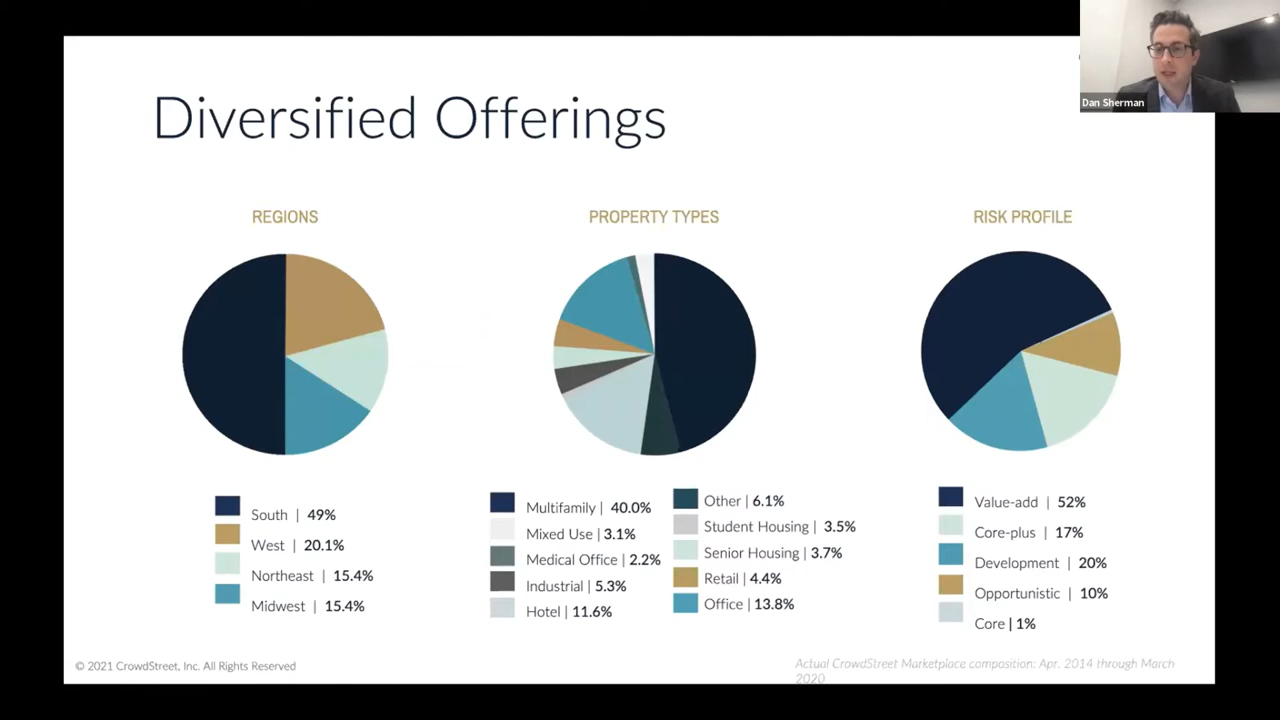 Dan Sherman
Diversified Offerings
REGIONS
PROPERTY TYPES
RISK PROFILE
South | 49%
West | 20.1%
Northeast | 15.4%
Midwest | 15.4%
Multifamily | 40.0%
Mixed Use | 3.1%
Medical Office | 2.2%
Industrial | 5.3%
Hotel | 11.6%
Other | 6.1%
Student Housing | 3.5%
Senior Housing | 3.7%
Retail | 4.4%
Office | 13.8%
Value-add | 52%
Core-plus | 17%
Development | 20%
Opportunistic | 10%
Core | 1%
© 2021 CrowdStreet, Inc. All Rights Reserved
Actual CrowdStreet Marketplace composition: Apr. 2014 through March
2020